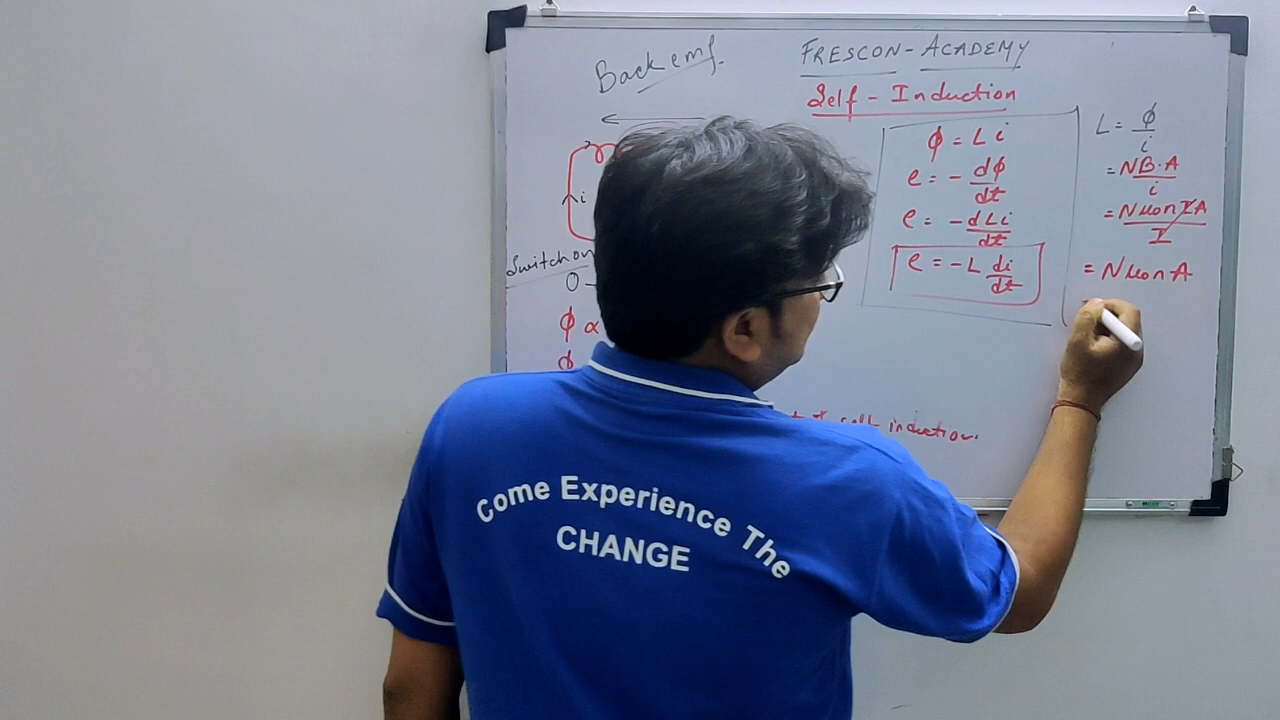 Back emf.
FRESCON-ACADEMY
Self - Induction
i
Switch on
0 -
ϕ ∝
ϕ
ϕ = L i
e = - dϕ/dt
e = - dLi/dt
e = - L di/dt
L = ϕ/i
= NB·A/i
= Nμ₀nIA/I
= Nμ₀nA
self induction.
Come Experience The
CHANGE